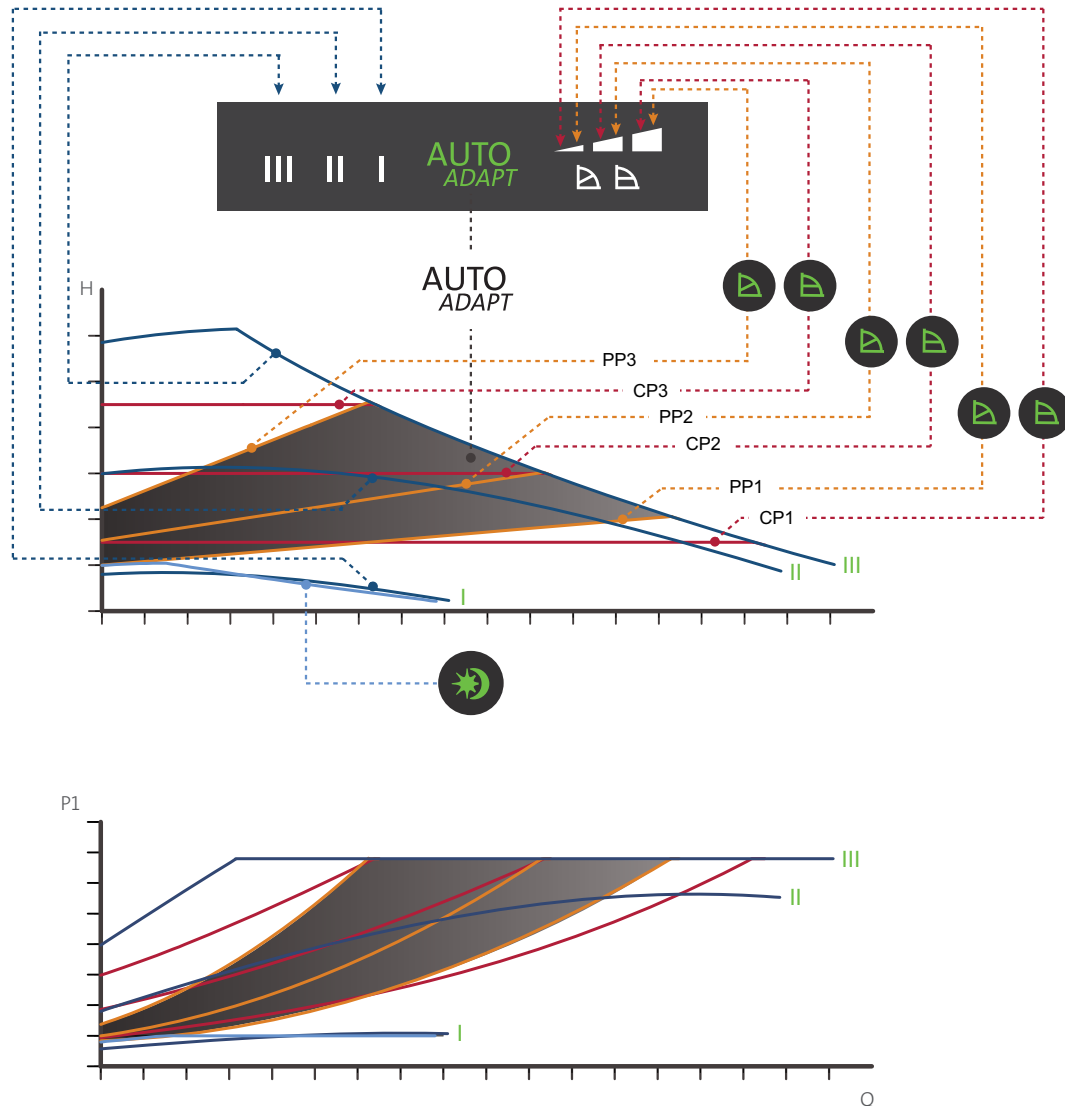 III II I AUTO
ADAPT
AUTO
ADAPT
H
PP3
CP3
PP2
CP2
PP1
CP1
III
II
I
P1
III
II
I
Q